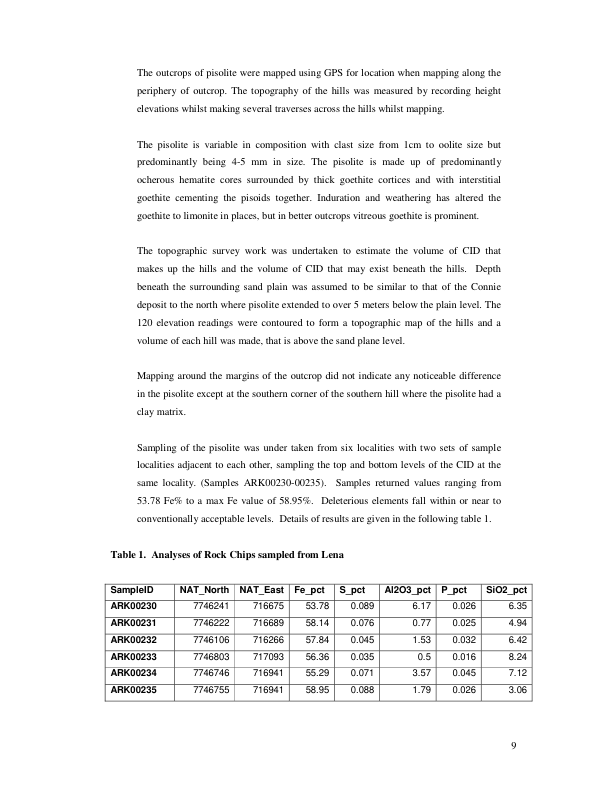 The outcrops of pisolite were mapped using GPS for location when mapping along the
periphery of outcrop. The topography of the hills was measured by recording height
elevations whilst making several traverses across the hills whilst mapping.
The pisolite is variable in composition with clast size from 1cm to oolite size but
predominantly being 4-5 mm in size. The pisolite is made up of predominantly
ocherous hematite cores surrounded by thick goethite cortices and with interstitial
goethite cementing the pisoids together. Induration and weathering has altered the
goethite to limonite in places, but in better outcrops vitreous goethite is prominent.
The topographic survey work was undertaken to estimate the volume of CID that
makes up the hills and the volume of CID that may exist beneath the hills. Depth
beneath the surrounding sand plain was assumed to be similar to that of the Connie
deposit to the north where pisolite extended to over 5 meters below the plain level. The
120 elevation readings were contoured to form a topographic map of the hills and a
volume of each hill was made, that is above the sand plane level.
Mapping around the margins of the outcrop did not indicate any noticeable difference
in the pisolite except at the southern corner of the southern hill where the pisolite had a
clay matrix.
Sampling of the pisolite was under taken from six localities with two sets of sample
localities adjacent to each other, sampling the top and bottom levels of the CID at the
same locality. (Samples ARK00230-00235). Samples returned values ranging from
53.78 Fe% to a max Fe value of 58.95%. Deleterious elements fall within or near to
conventionally acceptable levels. Details of results are given in the following table 1.
Table 1. Analyses of Rock Chips sampled from Lena
SampleID NAT_North NAT_East Fe_pct S_pct Al2O3_pct P_pct SiO2_pct
ARK00230 7746241 716675 53.78 0.089 6.17 0.026 6.35
ARK00231 7746222 716689 58.14 0.076 0.77 0.025 4.94
ARK00232 7746106 716266 57.84 0.045 1.53 0.032 6.42
ARK00233 7746803 717093 56.36 0.035 0.5 0.016 8.24
ARK00234 7746746 716941 55.29 0.071 3.57 0.045 7.12
ARK00235 7746755 716941 58.95 0.088 1.79 0.026 3.06
9